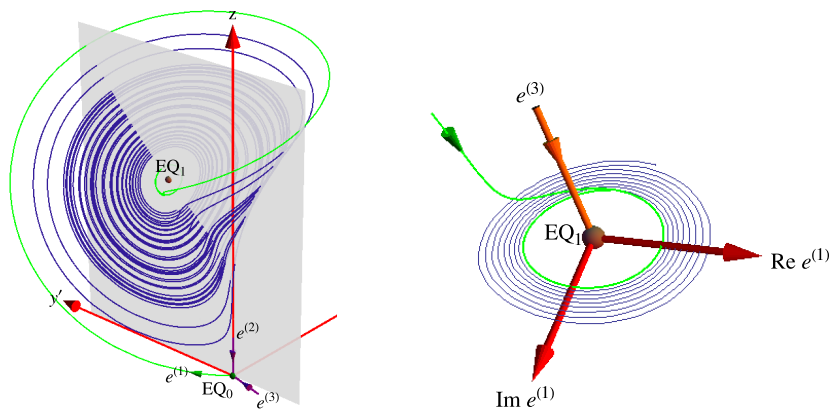 z
EQ₁
y′
e⁽²⁾
e⁽¹⁾
EQ₀
e⁽³⁾
e⁽³⁾
EQ₁
Re e⁽¹⁾
Im e⁽¹⁾